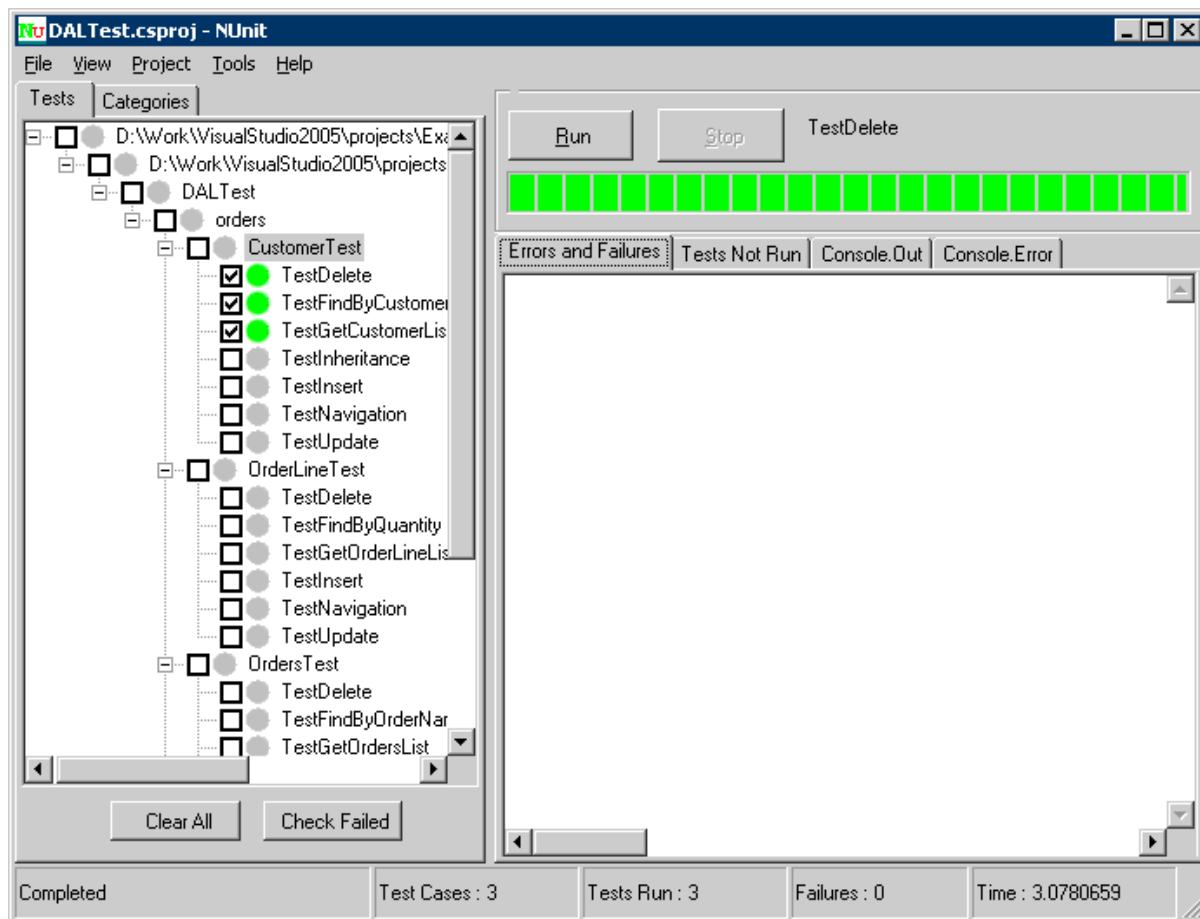 NU DALTest.csproj - NUnit
File View Project Tools Help
Tests Categories
D:\Work\VisualStudio2005\projects\Exa
D:\Work\VisualStudio2005\projects
DALTest
orders
CustomerTest
TestDelete
TestFindByCustomer
TestGetCustomerLis
TestInheritance
TestInsert
TestNavigation
TestUpdate
OrderLineTest
TestDelete
TestFindByQuantity
TestGetOrderLineLis
TestInsert
TestNavigation
TestUpdate
OrdersTest
TestDelete
TestFindByOrderNar
TestGetOrdersList
Clear All Check Failed
Run Stop TestDelete
Errors and Failures Tests Not Run Console.Out Console.Error
Completed Test Cases : 3 Tests Run : 3 Failures : 0 Time : 3.0780659